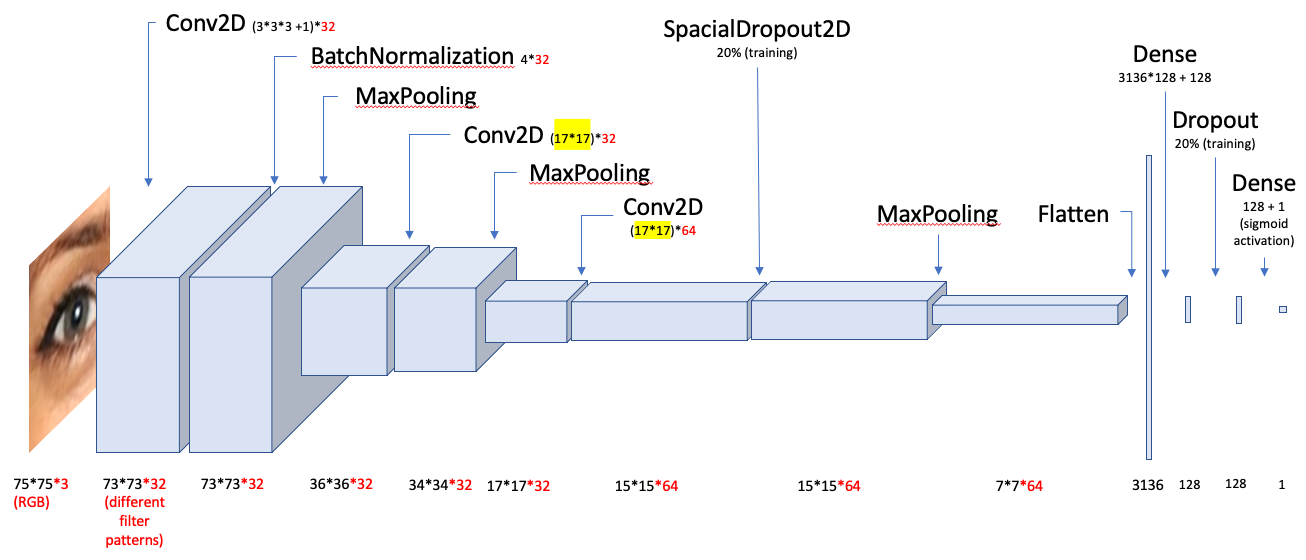 Conv2D (3*3*3 +1)*32
BatchNormalization 4*32
MaxPooling
Conv2D (17*17)*32
MaxPooling
Conv2D
(17*17)*64
SpacialDropout2D
20% (training)
MaxPooling
Flatten
Dense
3136*128 + 128
Dropout
20% (training)
Dense
128 + 1
(sigmoid
activation)
75*75*3
(RGB)
73*73*32
(different
filter
patterns)
73*73*32
36*36*32
34*34*32
17*17*32
15*15*64
15*15*64
7*7*64
3136
128
128
1